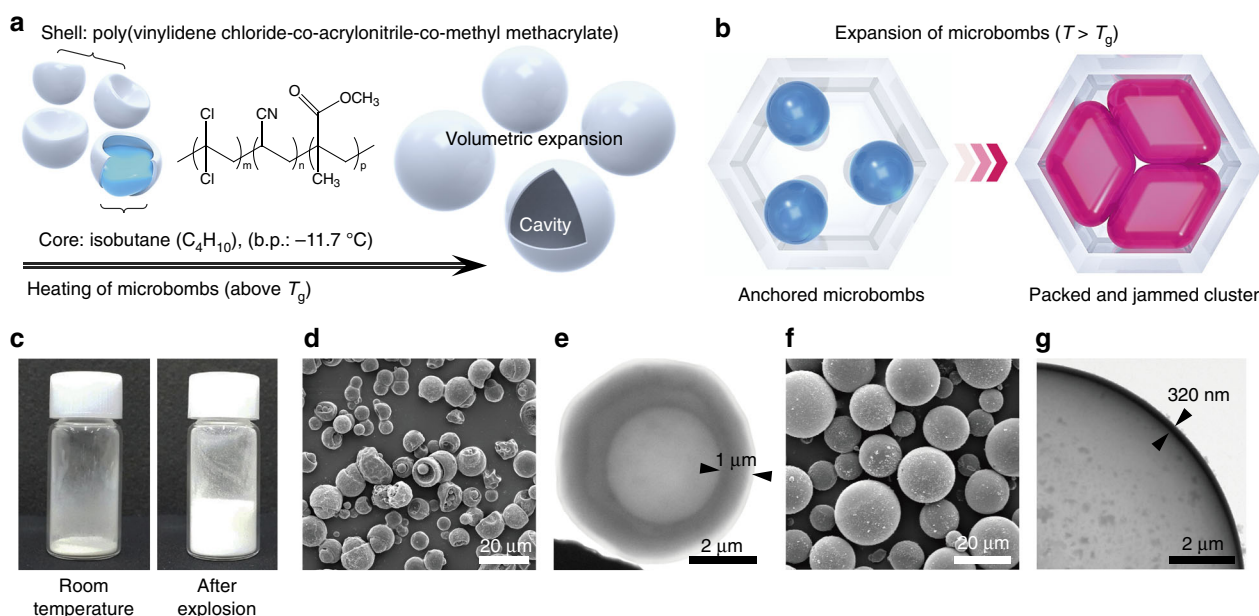 a
Shell: poly(vinylidene chloride-co-acrylonitrile-co-methyl methacrylate)
Cl
Cl
m
CN
n
O
OCH3
CH3
p
Volumetric expansion
Cavity
Core: isobutane (C4H10), (b.p.: –11.7 °C)
Heating of microbombs (above Tg)
b
Expansion of microbombs (T > Tg)
Anchored microbombs
Packed and jammed cluster
c
Room
temperature
After
explosion
d
20 μm
e
1 μm
2 μm
f
20 μm
g
320 nm
2 μm